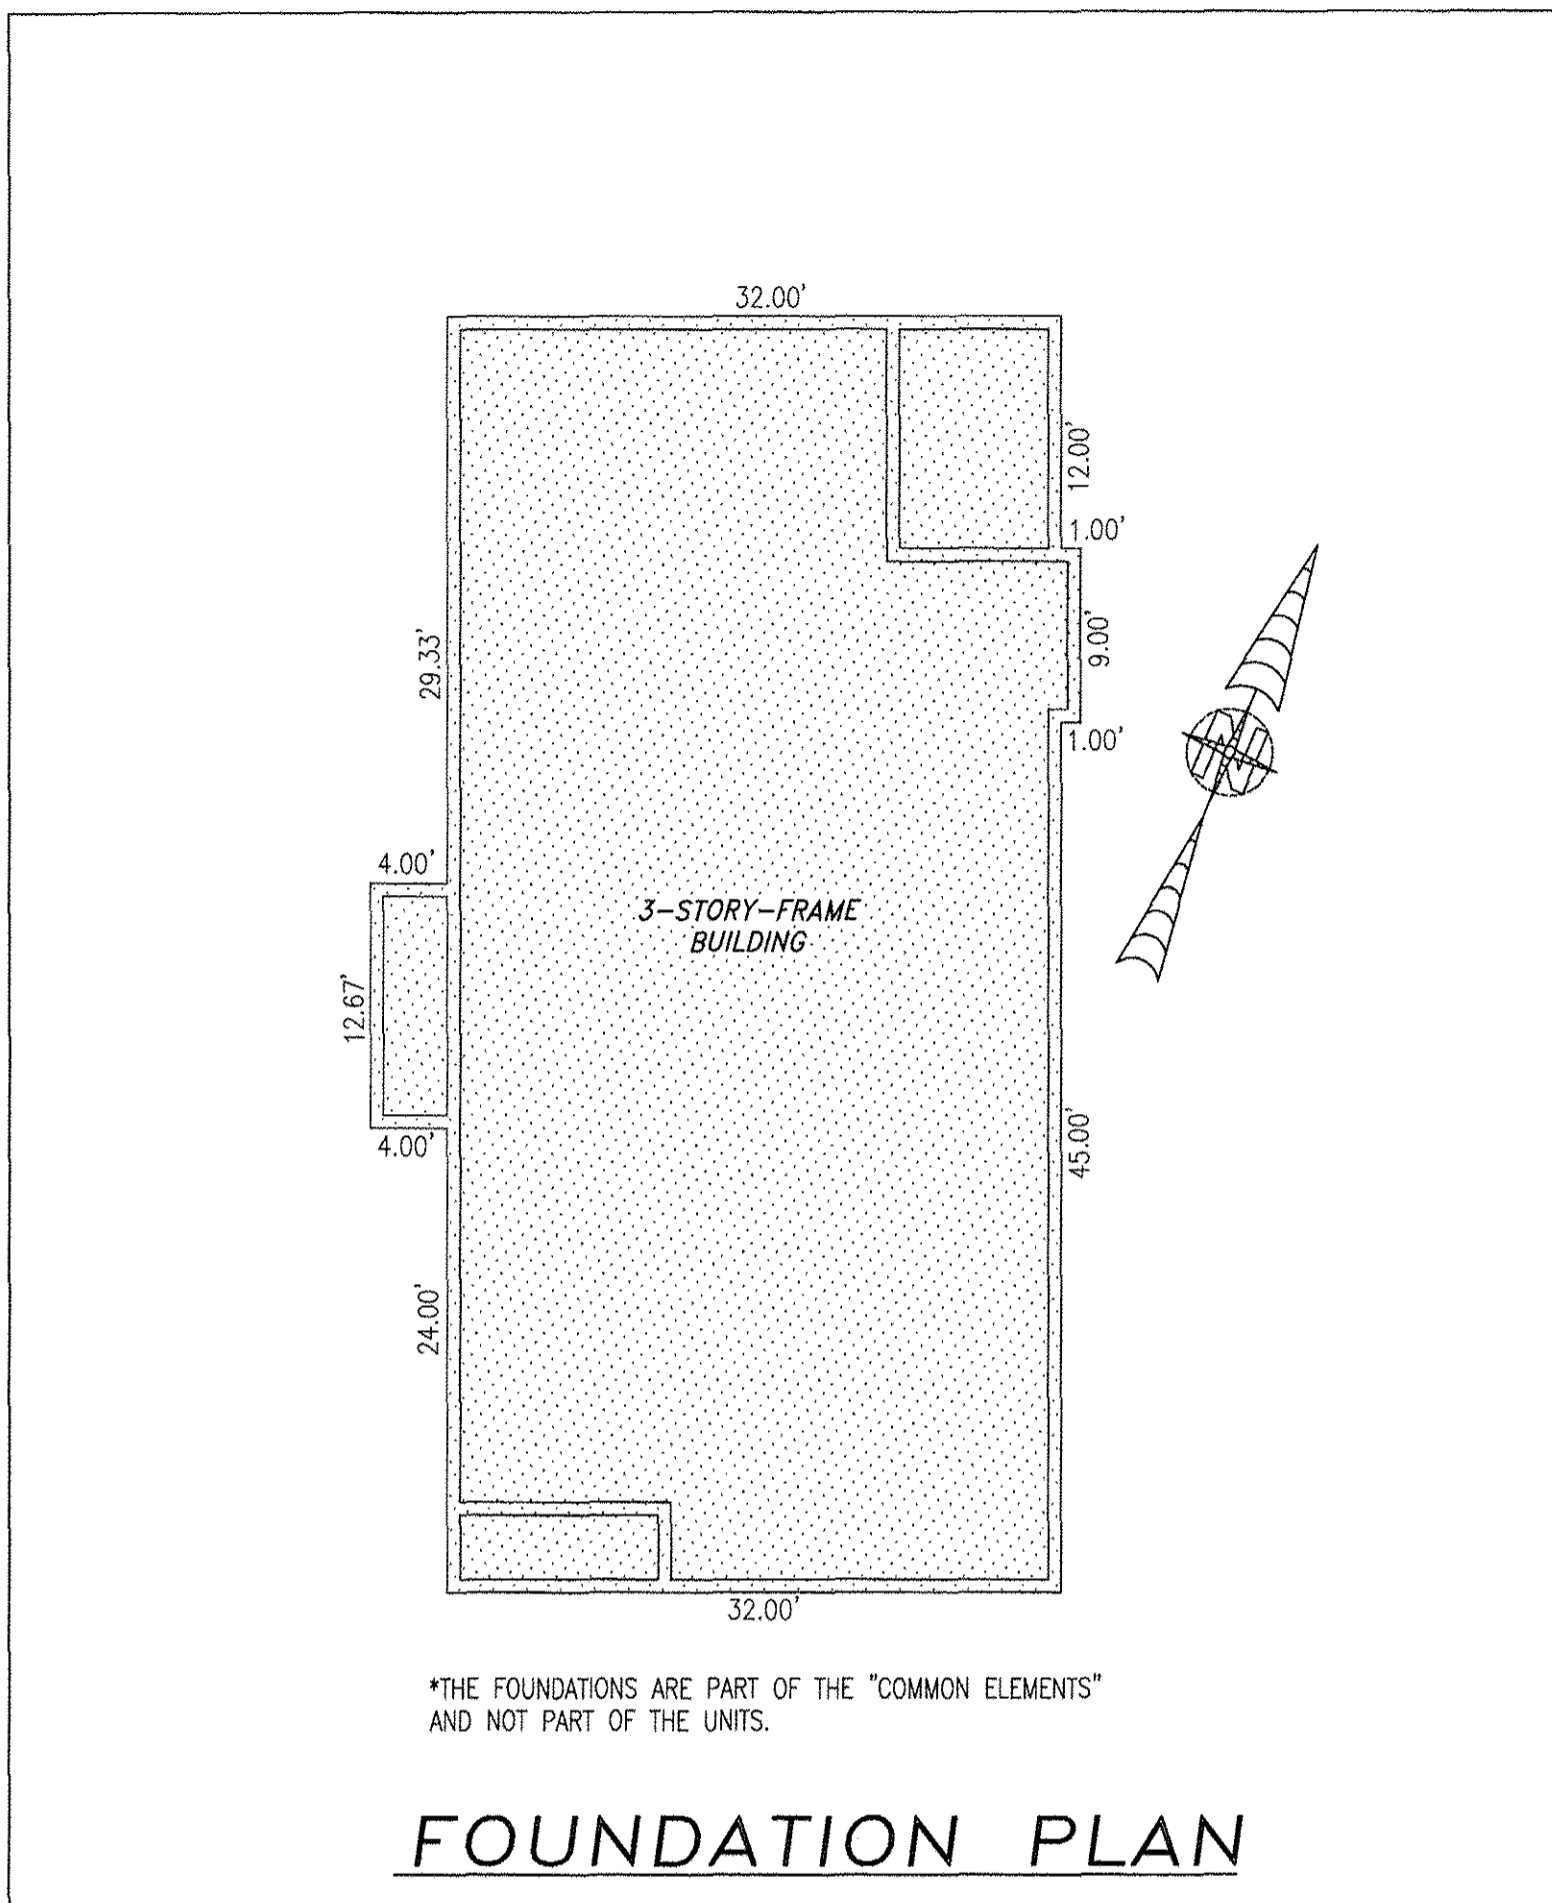 32.00'
12.00'
1.00'
9.00'
29.33'
1.00'
N
4.00'
3-STORY-FRAME
BUILDING
12.67'
4.00'
45.00'
24.00'
32.00'
*THE FOUNDATIONS ARE PART OF THE "COMMON ELEMENTS"
AND NOT PART OF THE UNITS.
FOUNDATION PLAN